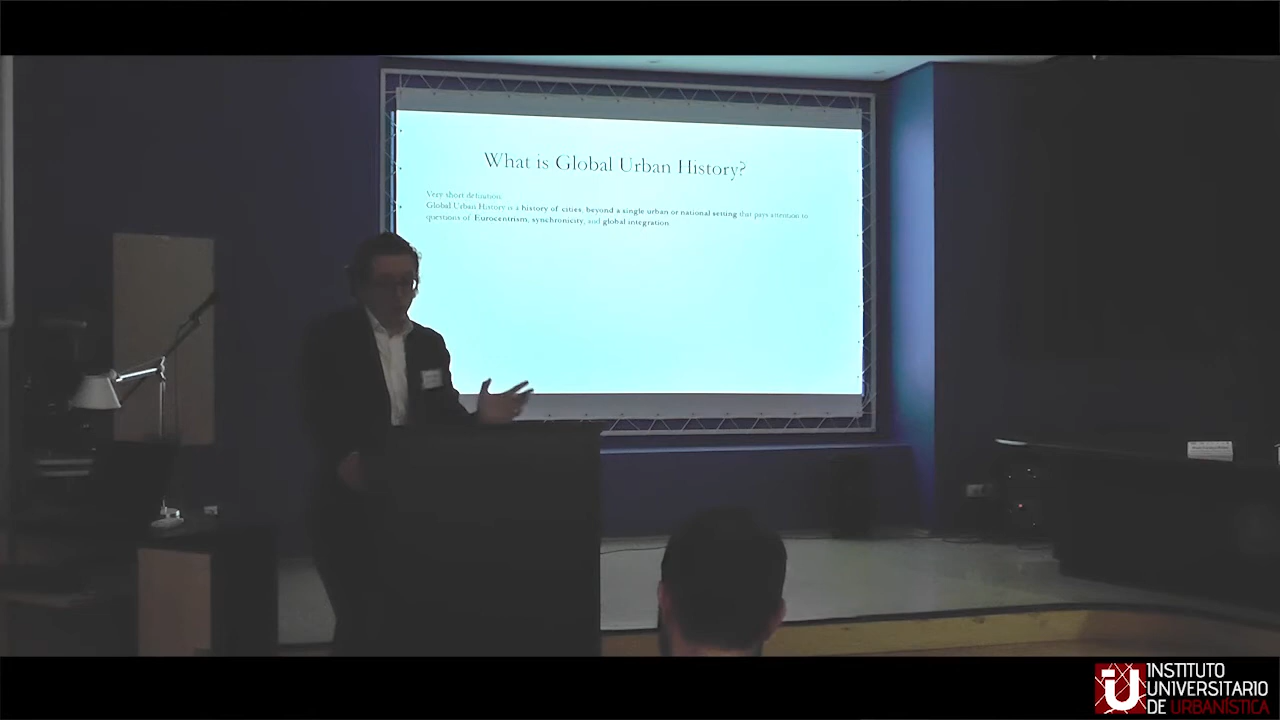 What is Global Urban History?
Very short definition:
Global Urban History is a history of cities, beyond a single urban or national setting that pays attention to
questions of Eurocentrism, synchronicity, and global integration
INSTITUTO
UNIVERSITARIO
DE URBANÍSTICA